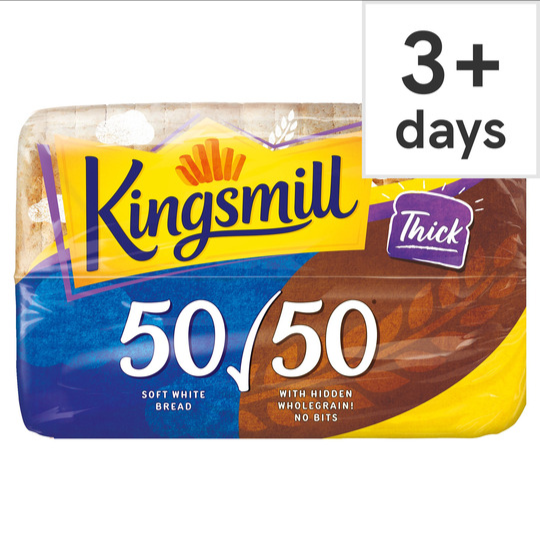 3+
days
Kingsmill
Thick
50/50
SOFT WHITE
BREAD
WITH HIDDEN
WHOLEGRAIN!
NO BITS